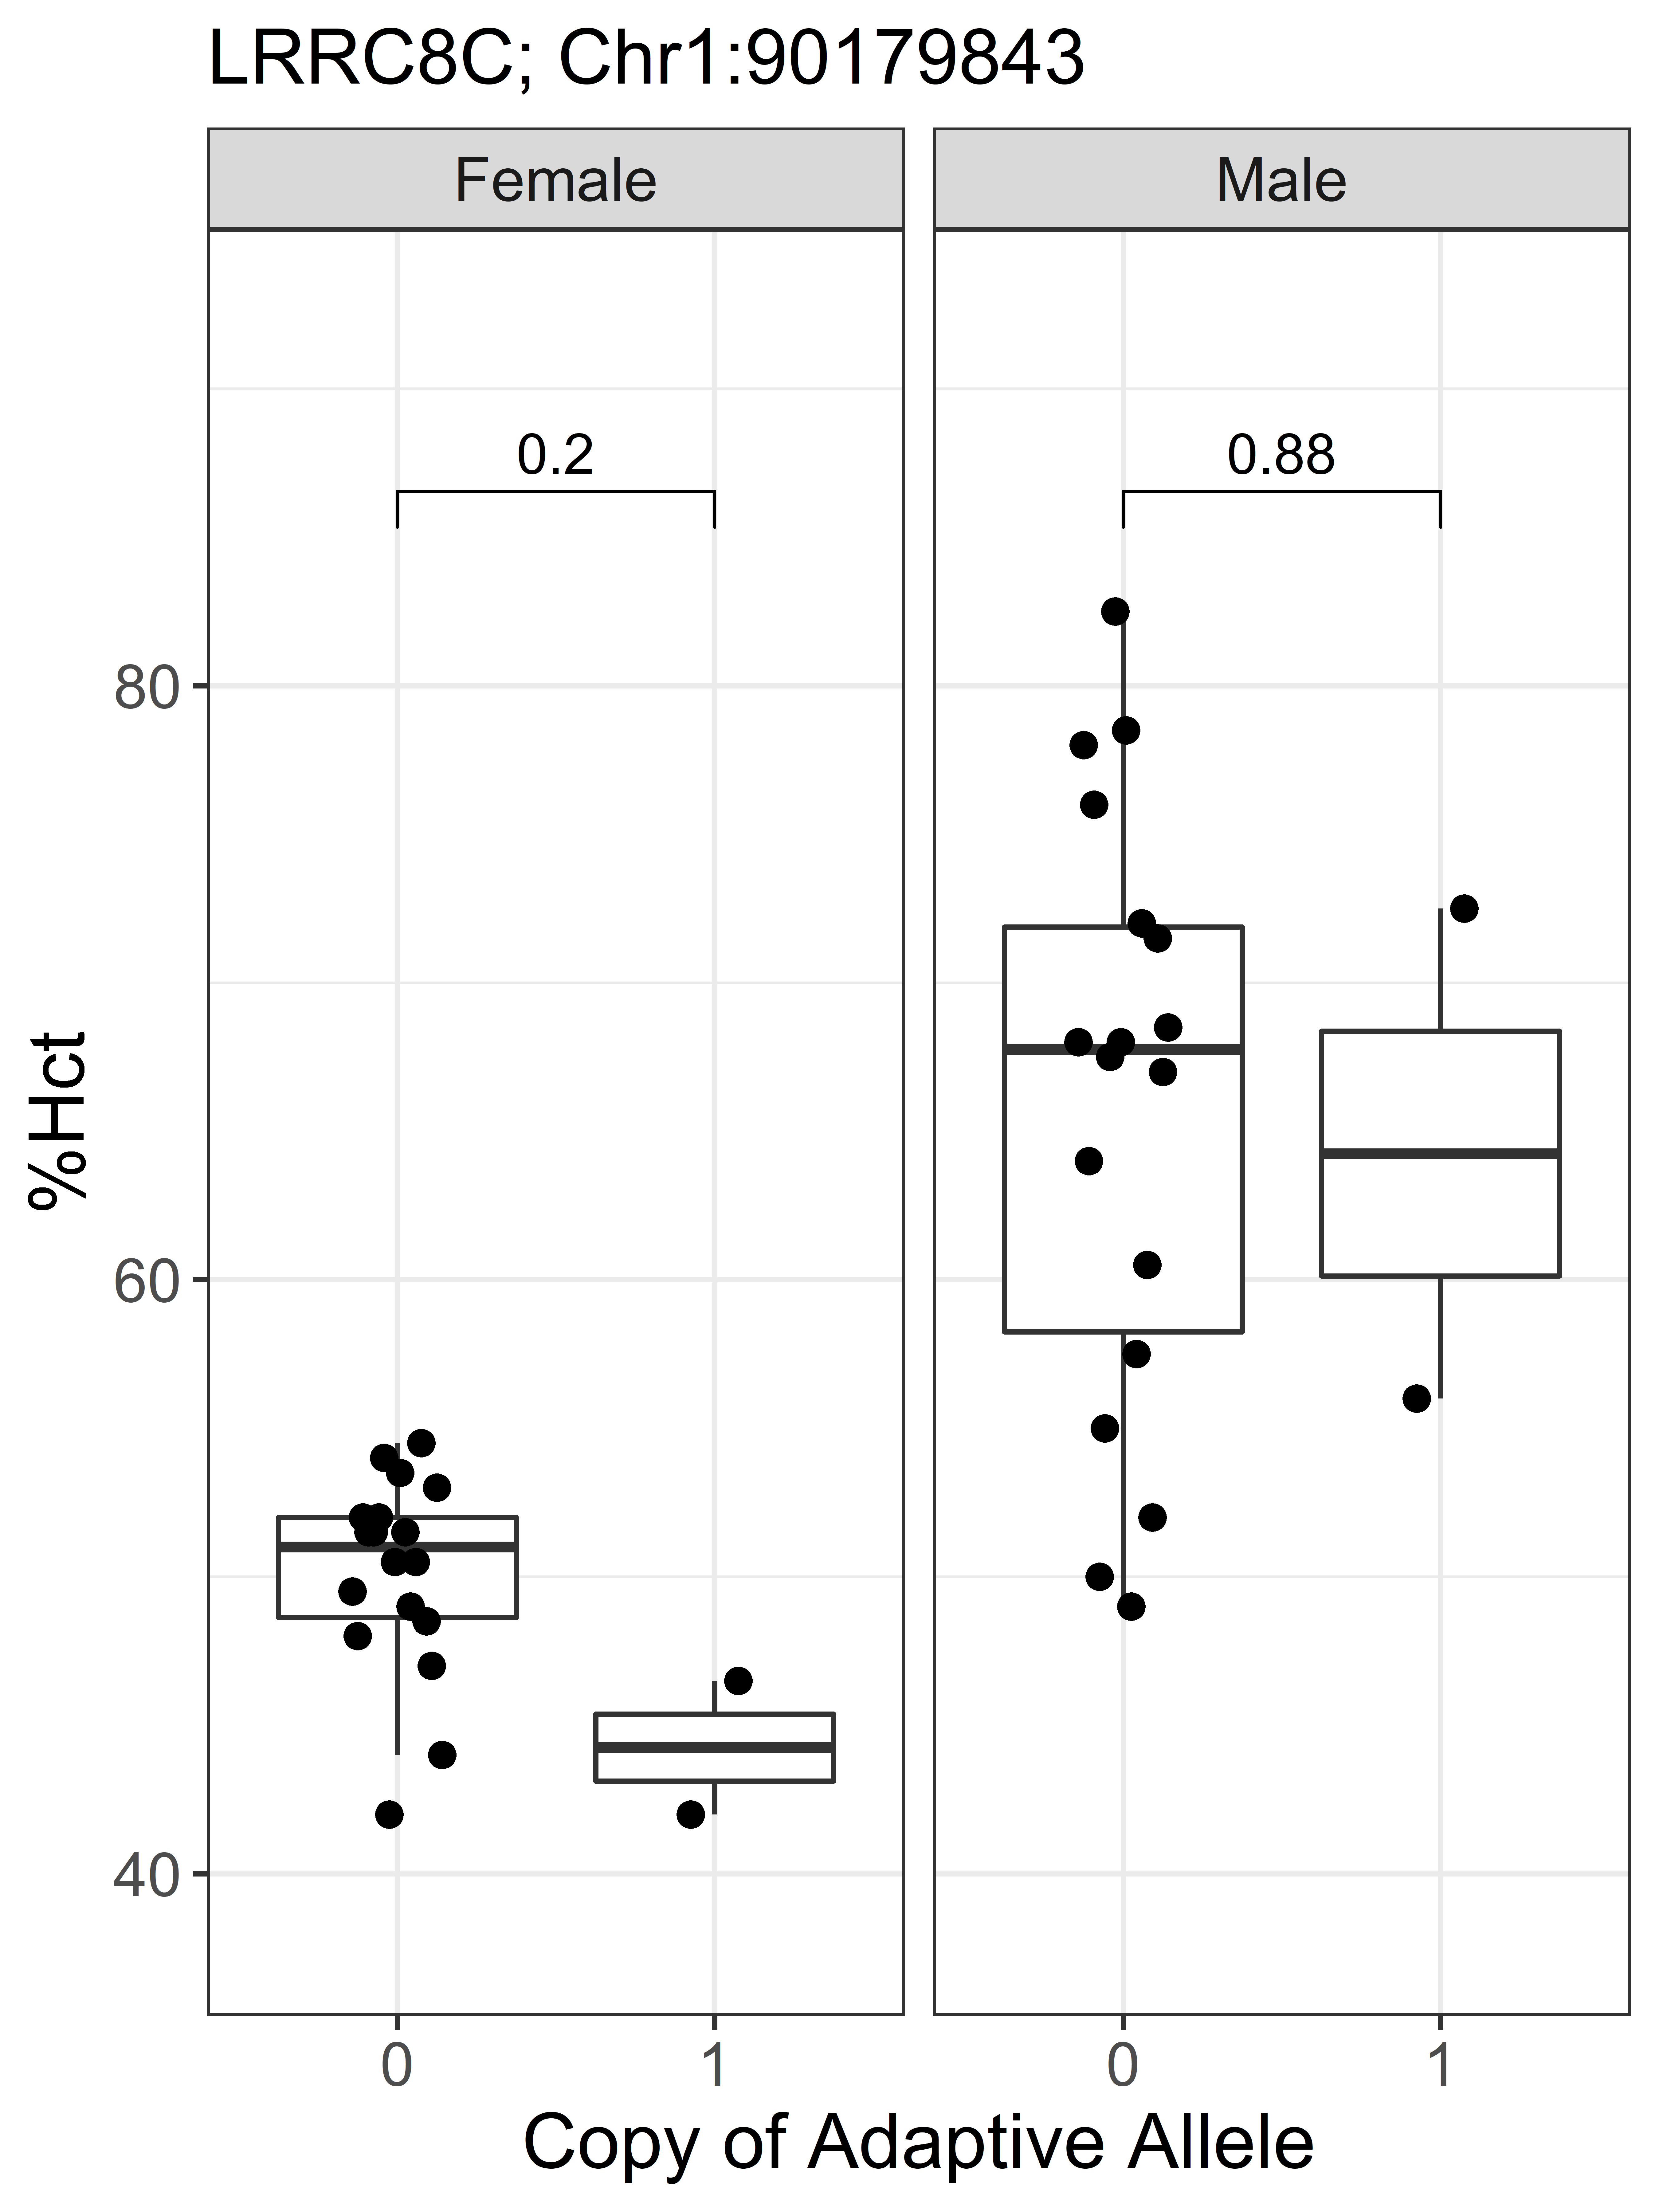 LRRC8C; Chr1:90179843
Female Male
0.2 0.88
80
60
40
%Hct
0 1 0 1
Copy of Adaptive Allele